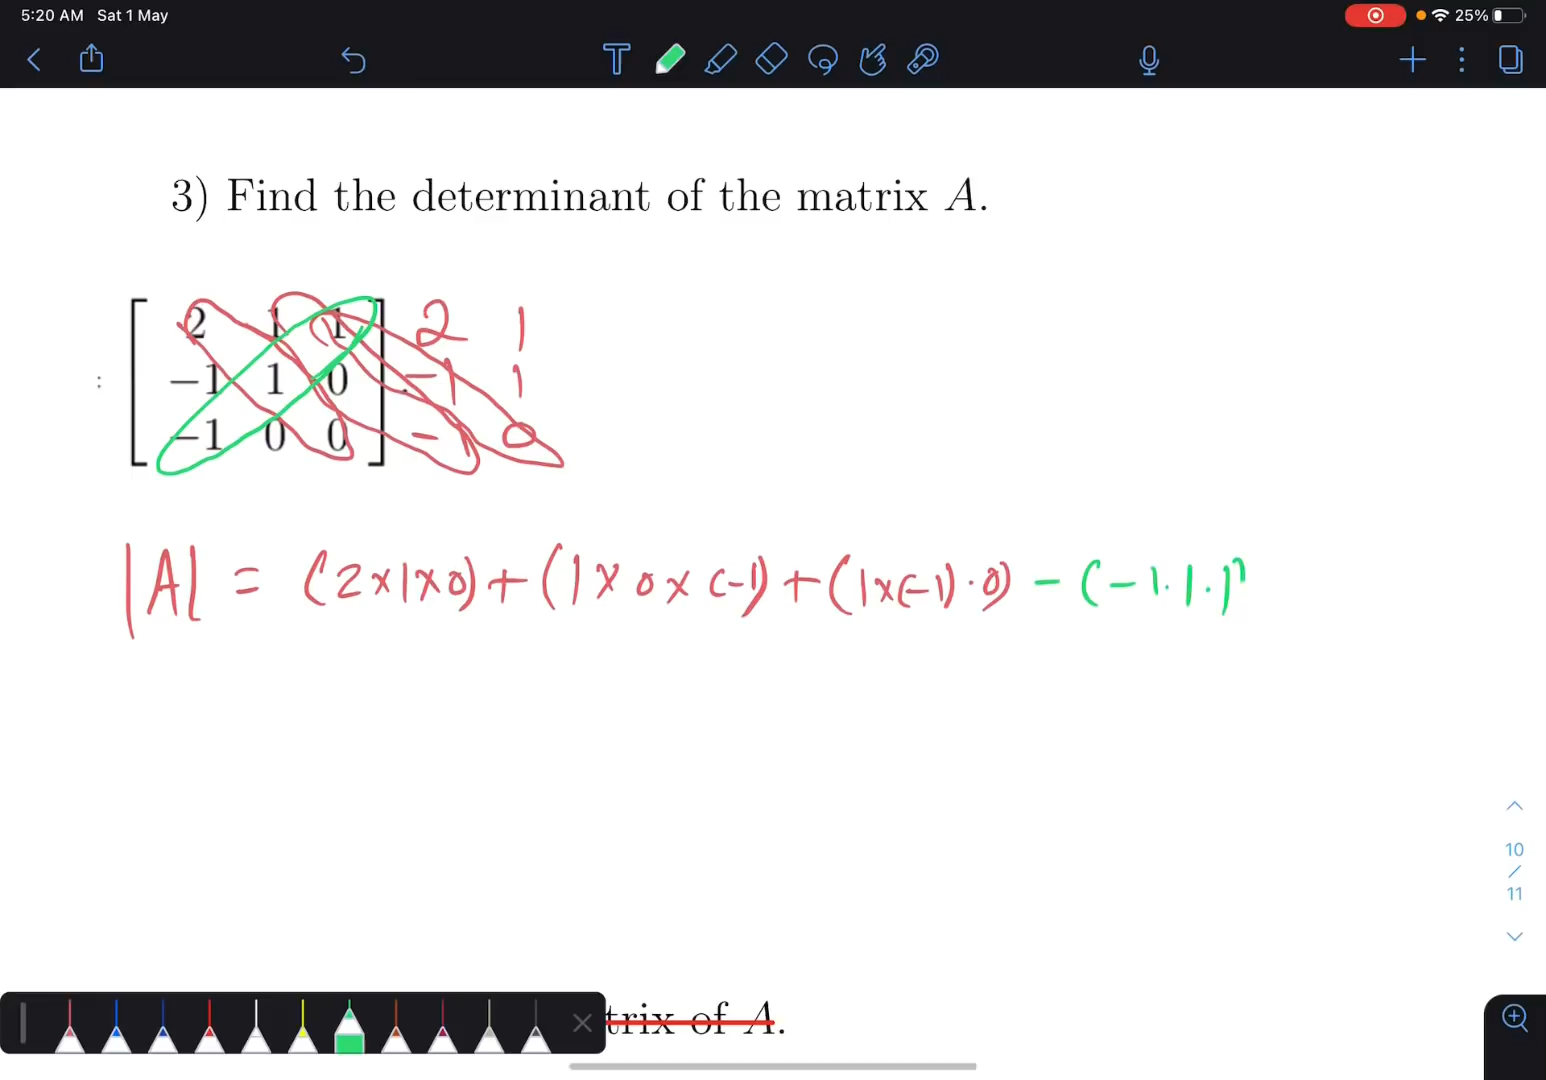 5:20 AM Sat 1 May 25%
3) Find the determinant of the matrix A.
2 1 1 2 1
: −1 1 0 . -1 1
−1 0 0 -1 0
|A| = (2×1×0) + (1×0×(-1) + (1×(-1)·0) - (-1.1.1)
10
/
11
trix of A.